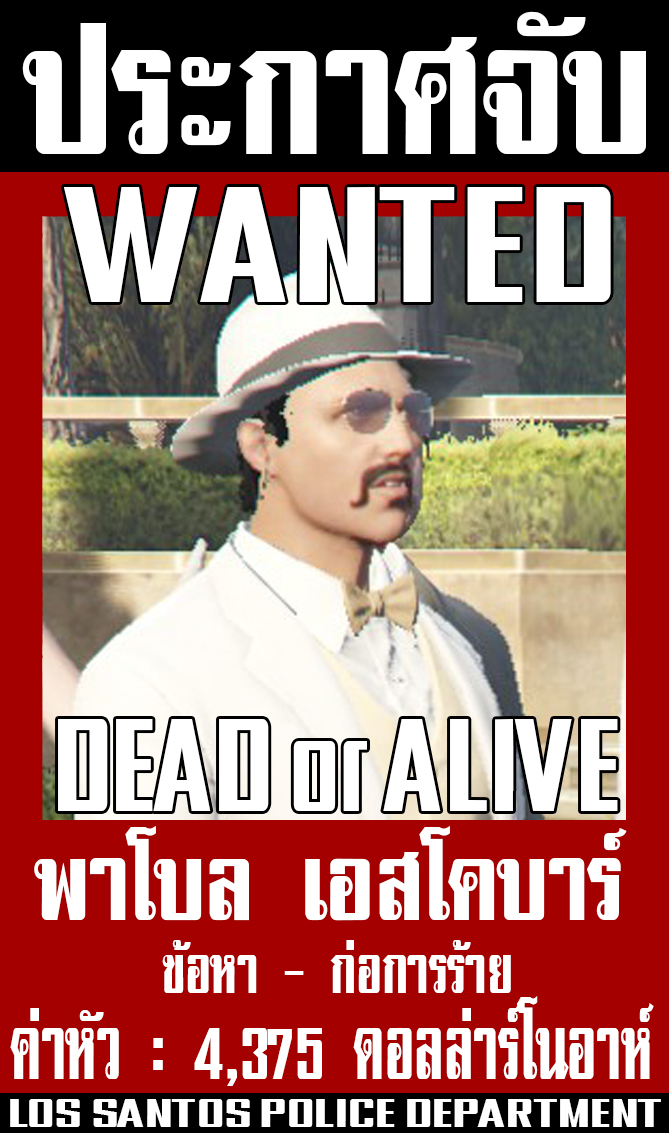 ประกาศจับ
WANTED
DEAD or ALIVE
พาโบล เอสโคบาร์
ข้อหา - ก่อการร้าย
ค่าหัว : 4,375 ดอลล่าร์โนอาห์
LOS SANTOS POLICE DEPARTMENT